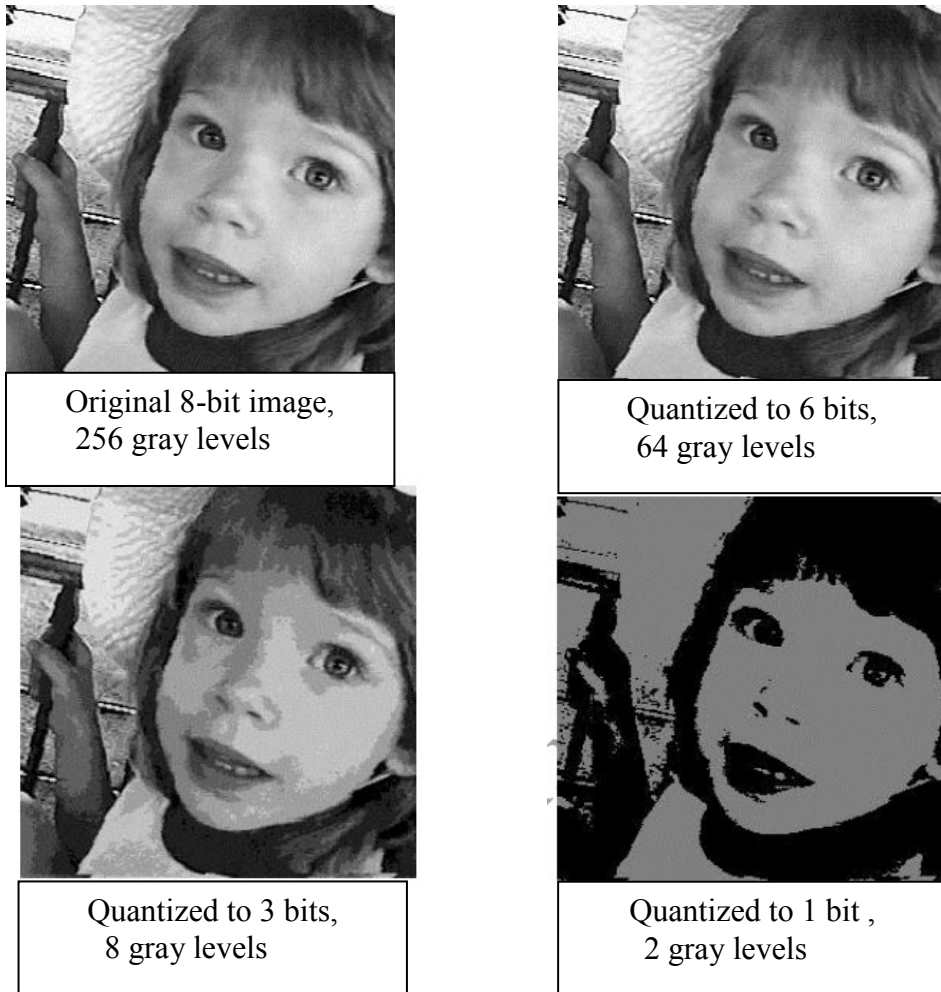 Original 8-bit image,
256 gray levels
Quantized to 6 bits,
64 gray levels
Quantized to 3 bits,
8 gray levels
Quantized to 1 bit ,
2 gray levels